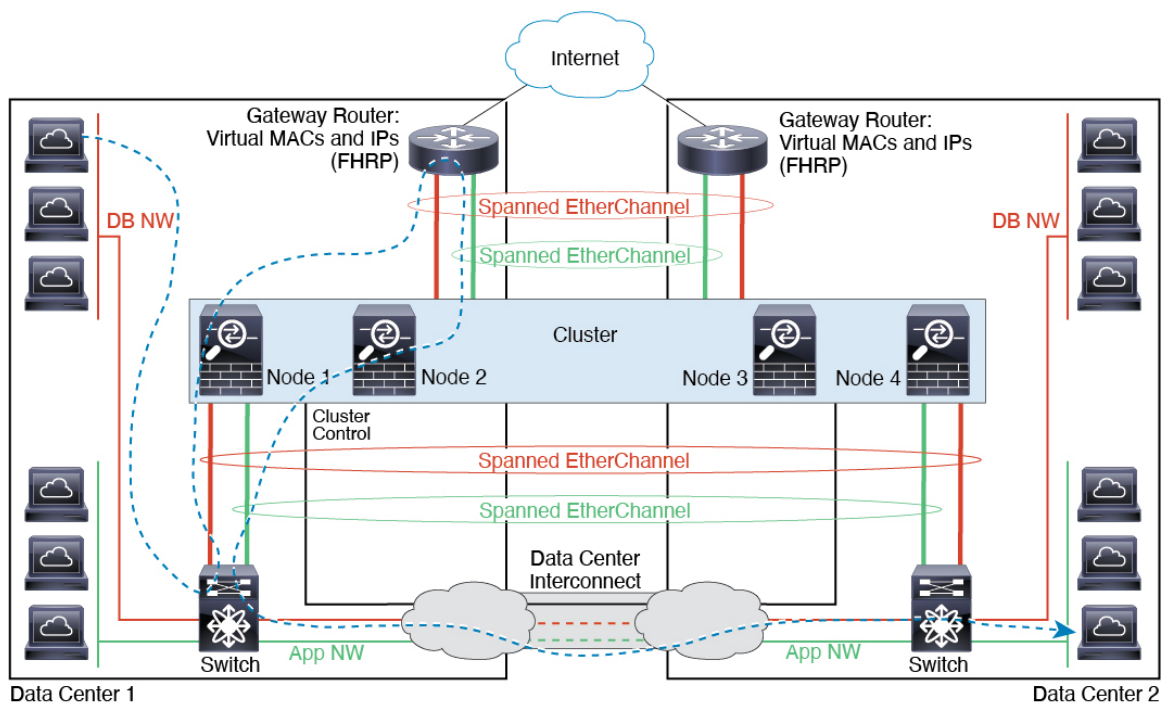 Internet
Gateway Router:
Virtual MACs and IPs
(FHRP)
Gateway Router:
Virtual MACs and IPs
(FHRP)
DB NW
Spanned EtherChannel
DB NW
Spanned EtherChannel
Cluster
Node 1
Node 2
Node 3
Node 4
Cluster
Control
Spanned EtherChannel
Spanned EtherChannel
Data Center
Interconnect
App NW
App NW
Switch
Switch
Data Center 1
Data Center 2